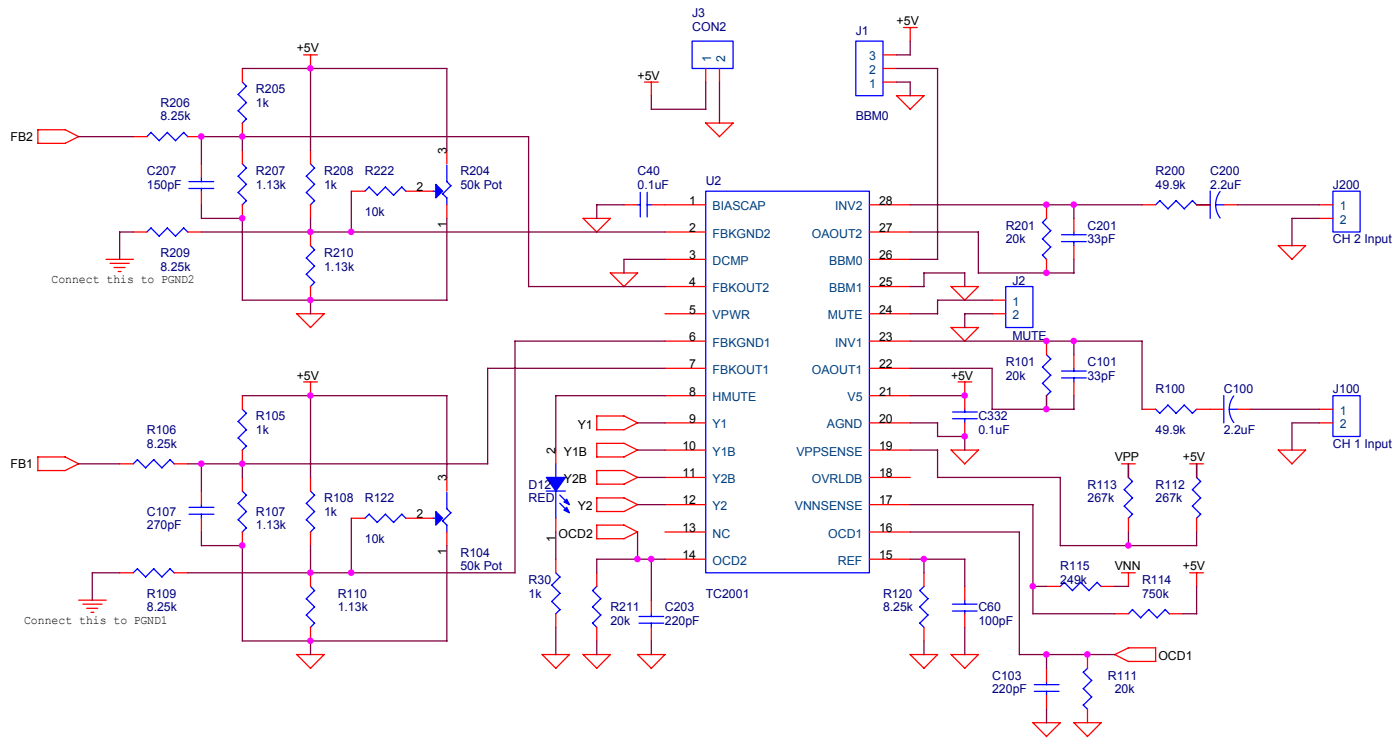 J3
CON2
1
2
+5V
J1
+5V
3
2
1
BBM0
+5V
R205
1k
R206
8.25k
FB2
C207
150pF
R207
1.13k
R208
1k
R222
10k
3
2
1
R204
50k Pot
R209
8.25k
R210
1.13k
Connect this to PGND2
C40
0.1uF
U2
1 BIASCAP
2 FBKGND2
3 DCMP
4 FBKOUT2
5 VPWR
6 FBKGND1
7 FBKOUT1
8 HMUTE
9 Y1
10 Y1B
11 Y2B
12 Y2
13 NC
14 OCD2
INV2 28
OAOUT2 27
BBM0 26
BBM1 25
MUTE 24
INV1 23
OAOUT1 22
V5 21
AGND 20
VPPSENSE 19
OVRLDB 18
VNNSENSE 17
OCD1 16
REF 15
TC2001
R200
49.9k
C200
2.2uF
J200
1
2
CH 2 Input
R201
20k
C201
33pF
J2
1
2
MUTE
R101
20k
C101
33pF
R100
49.9k
C100
2.2uF
J100
1
2
CH 1 Input
+5V
C332
0.1uF
VPP
+5V
R113
267k
R112
267k
R115
249k
VNN
R114
750k
+5V
R120
8.25k
C60
100pF
OCD1
C103
220pF
R111
20k
+5V
R105
1k
R106
8.25k
FB1
C107
270pF
R107
1.13k
R108
1k
R122
10k
3
2
1
R104
50k Pot
R109
8.25k
R110
1.13k
Connect this to PGND1
Y1
Y1B
Y2B
Y2
OCD2
2
D12
RED
1
R30
1k
R211
20k
C203
220pF